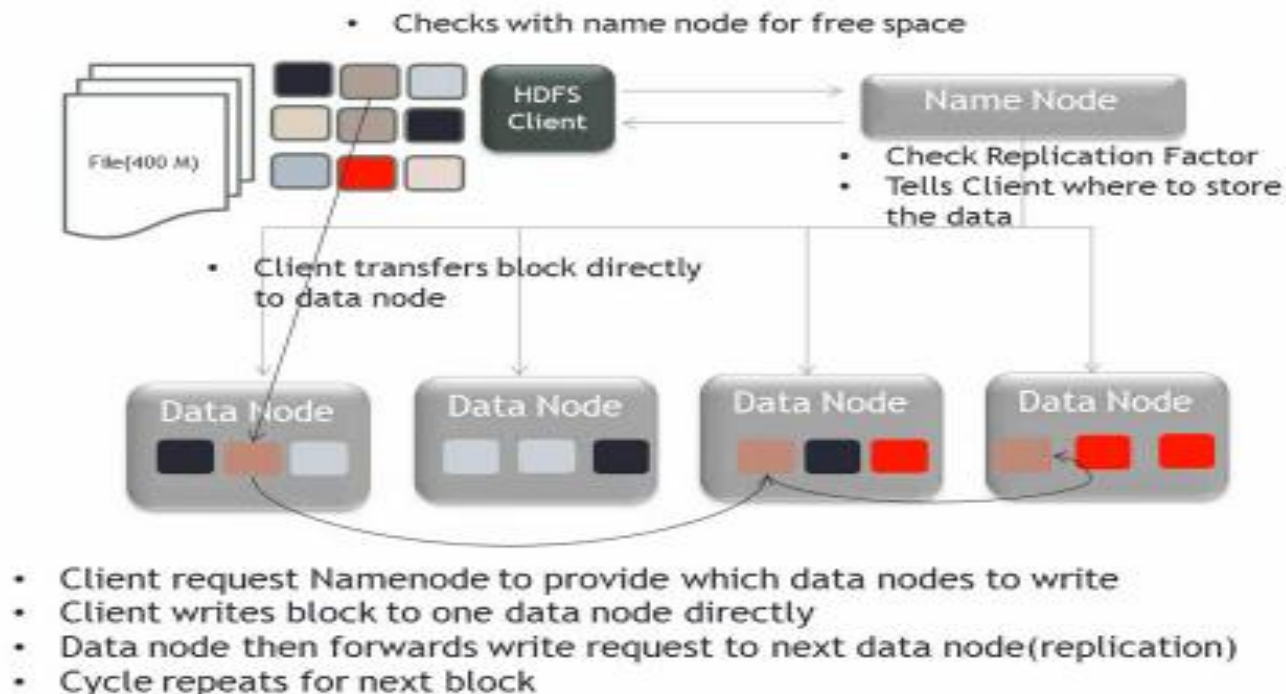 • Checks with name node for free space
File(400 M)
HDFS
Client
Name Node
• Check Replication Factor
• Tells Client where to store
the data
• Client transfers block directly
to data node
Data Node
Data Node
Data Node
Data Node
• Client request Namenode to provide which data nodes to write
• Client writes block to one data node directly
• Data node then forwards write request to next data node(replication)
• Cycle repeats for next block